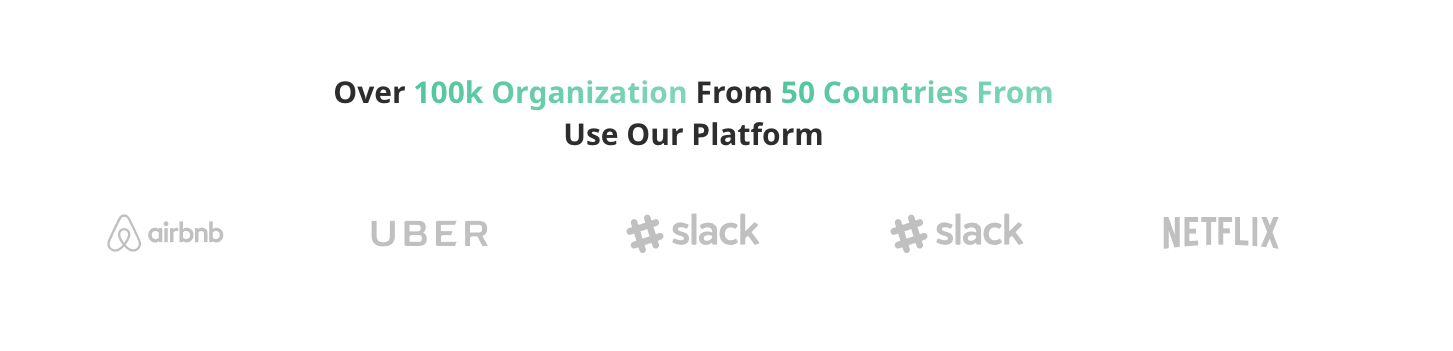 Over 100k Organization From 50 Countries From
Use Our Platform
airbnb UBER slack slack NETFLIX